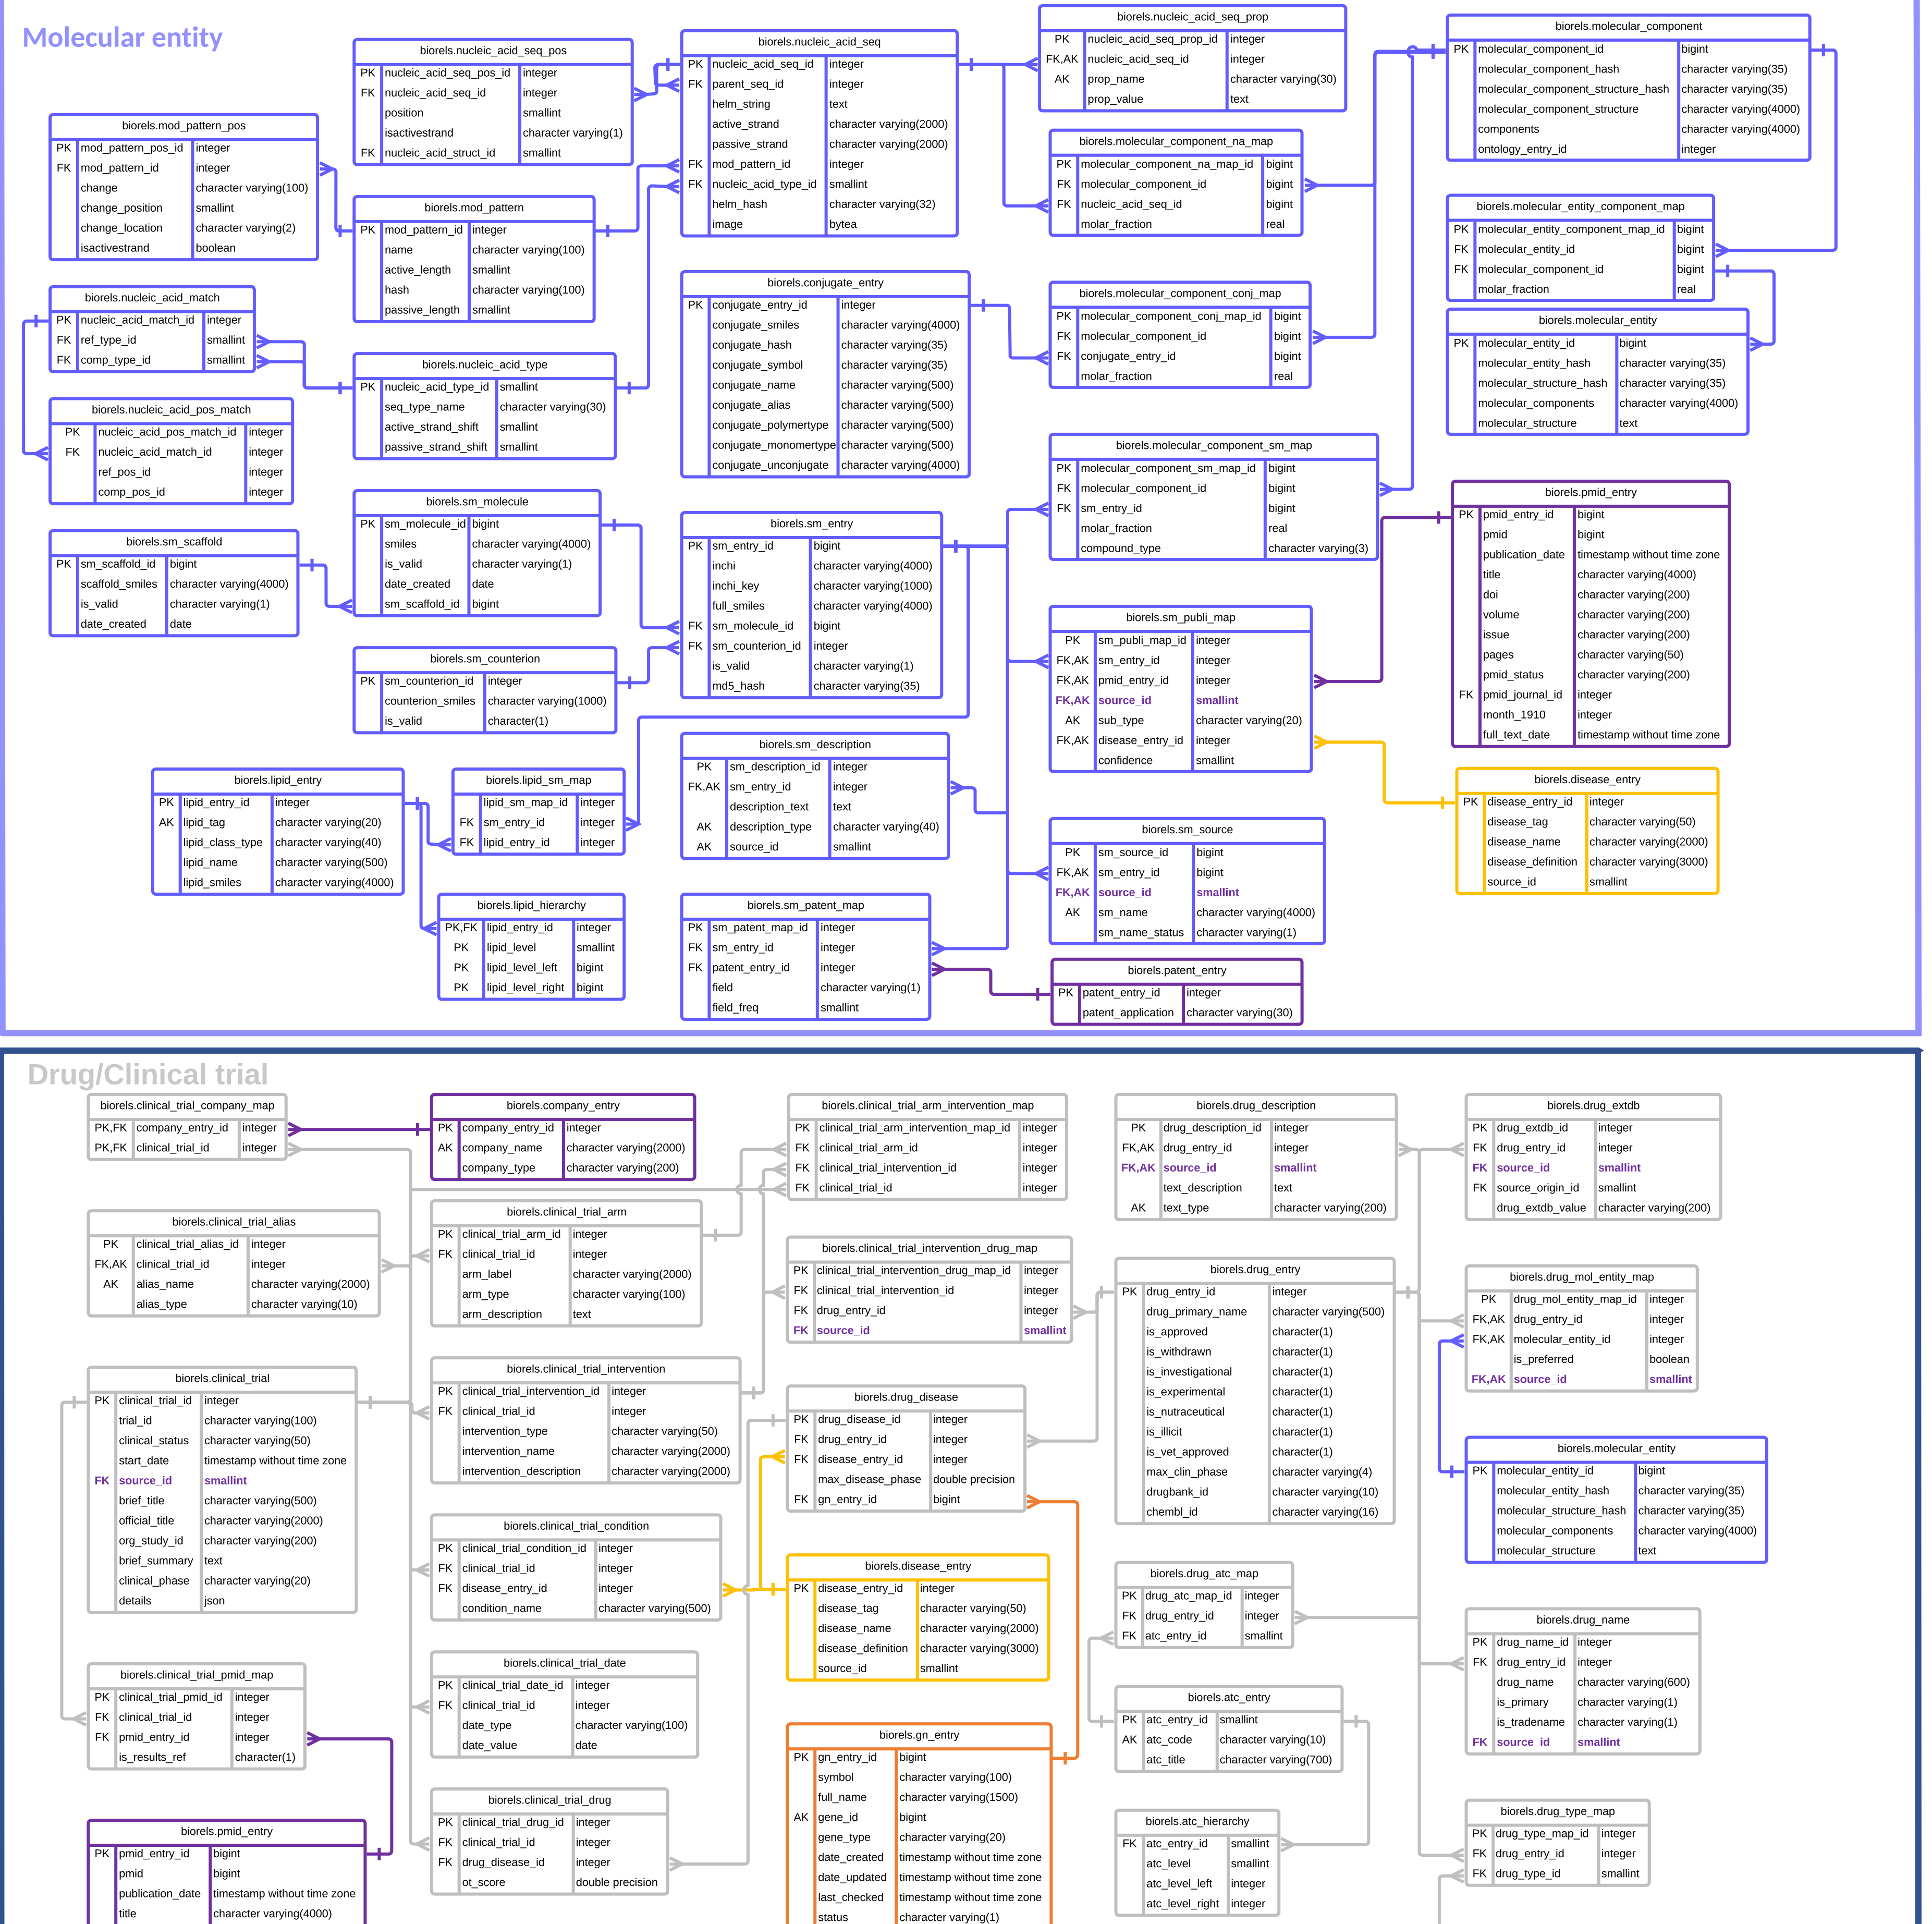 Molecular entity
biorels.nucleic_acid_seq_pos
PK nucleic_acid_seq_pos_id integer
FK nucleic_acid_seq_id integer
position smallint
isactivestrand character varying(1)
FK nucleic_acid_struct_id smallint
biorels.nucleic_acid_seq
PK nucleic_acid_seq_id integer
FK parent_seq_id integer
helm_string text
active_strand character varying(2000)
passive_strand character varying(2000)
FK mod_pattern_id integer
FK nucleic_acid_type_id smallint
helm_hash character varying(32)
image bytea
biorels.nucleic_acid_seq_prop
PK nucleic_acid_seq_prop_id integer
FK,AK nucleic_acid_seq_id integer
AK prop_name character varying(30)
prop_value text
biorels.molecular_component
PK molecular_component_id bigint
molecular_component_hash character varying(35)
molecular_component_structure_hash character varying(35)
molecular_component_structure character varying(4000)
components character varying(4000)
ontology_entry_id integer
biorels.mod_pattern_pos
PK mod_pattern_pos_id integer
FK mod_pattern_id integer
change character varying(100)
change_position smallint
change_location character varying(2)
isactivestrand boolean
biorels.mod_pattern
PK mod_pattern_id integer
name character varying(100)
active_length smallint
hash character varying(100)
passive_length smallint
biorels.molecular_component_na_map
PK molecular_component_na_map_id bigint
FK molecular_component_id bigint
FK nucleic_acid_seq_id bigint
molar_fraction real
biorels.molecular_entity_component_map
PK molecular_entity_component_map_id bigint
FK molecular_entity_id bigint
FK molecular_component_id bigint
molar_fraction real
biorels.nucleic_acid_match
PK nucleic_acid_match_id integer
FK ref_type_id smallint
FK comp_type_id smallint
biorels.nucleic_acid_type
PK nucleic_acid_type_id smallint
seq_type_name character varying(30)
active_strand_shift smallint
passive_strand_shift smallint
biorels.conjugate_entry
PK conjugate_entry_id integer
conjugate_smiles character varying(4000)
conjugate_hash character varying(35)
conjugate_symbol character varying(35)
conjugate_name character varying(500)
conjugate_alias character varying(500)
conjugate_polymertype character varying(500)
conjugate_monomertype character varying(500)
conjugate_unconjugate character varying(4000)
biorels.molecular_component_conj_map
PK molecular_component_conj_map_id bigint
FK molecular_component_id bigint
FK conjugate_entry_id bigint
molar_fraction real
biorels.molecular_entity
PK molecular_entity_id bigint
molecular_entity_hash character varying(35)
molecular_structure_hash character varying(35)
molecular_components character varying(4000)
molecular_structure text
biorels.nucleic_acid_pos_match
PK nucleic_acid_pos_match_id integer
FK nucleic_acid_match_id integer
ref_pos_id integer
comp_pos_id integer
biorels.sm_molecule
PK sm_molecule_id bigint
smiles character varying(4000)
is_valid character varying(1)
date_created date
sm_scaffold_id bigint
biorels.sm_entry
PK sm_entry_id bigint
inchi character varying(4000)
inchi_key character varying(1000)
full_smiles character varying(4000)
FK sm_molecule_id bigint
FK sm_counterion_id integer
is_valid character varying(1)
md5_hash character varying(35)
biorels.molecular_component_sm_map
PK molecular_component_sm_map_id bigint
FK molecular_component_id bigint
FK sm_entry_id bigint
molar_fraction real
compound_type character varying(3)
biorels.pmid_entry
PK pmid_entry_id bigint
pmid bigint
publication_date timestamp without time zone
title character varying(4000)
doi character varying(200)
volume character varying(200)
issue character varying(200)
pages character varying(50)
pmid_status character varying(200)
FK pmid_journal_id integer
month_1910 integer
full_text_date timestamp without time zone
biorels.sm_scaffold
PK sm_scaffold_id bigint
scaffold_smiles character varying(4000)
is_valid character varying(1)
date_created date
biorels.sm_counterion
PK sm_counterion_id integer
counterion_smiles character varying(1000)
is_valid character(1)
biorels.sm_publi_map
PK sm_publi_map_id integer
FK,AK sm_entry_id integer
FK,AK pmid_entry_id integer
FK,AK source_id smallint
AK sub_type character varying(20)
FK,AK disease_entry_id integer
confidence smallint
biorels.lipid_entry
PK lipid_entry_id integer
AK lipid_tag character varying(20)
lipid_class_type character varying(40)
lipid_name character varying(500)
lipid_smiles character varying(4000)
biorels.lipid_sm_map
lipid_sm_map_id integer
FK sm_entry_id integer
FK lipid_entry_id integer
biorels.sm_description
PK sm_description_id integer
FK,AK sm_entry_id integer
description_text text
AK description_type character varying(40)
AK source_id smallint
biorels.disease_entry
PK disease_entry_id integer
disease_tag character varying(50)
disease_name character varying(2000)
disease_definition character varying(3000)
source_id smallint
biorels.sm_source
PK sm_source_id bigint
FK,AK sm_entry_id bigint
FK,AK source_id smallint
AK sm_name character varying(4000)
sm_name_status character varying(1)
biorels.lipid_hierarchy
PK,FK lipid_entry_id integer
PK lipid_level smallint
PK lipid_level_left bigint
PK lipid_level_right bigint
biorels.sm_patent_map
PK sm_patent_map_id integer
FK sm_entry_id integer
FK patent_entry_id integer
field character varying(1)
field_freq smallint
biorels.patent_entry
PK patent_entry_id integer
patent_application character varying(30)
Drug/Clinical trial
biorels.clinical_trial_company_map
PK,FK company_entry_id integer
PK,FK clinical_trial_id integer
biorels.company_entry
PK company_entry_id integer
AK company_name character varying(2000)
company_type character varying(200)
biorels.clinical_trial_arm_intervention_map
PK clinical_trial_arm_intervention_map_id integer
FK clinical_trial_arm_id integer
FK clinical_trial_intervention_id integer
FK clinical_trial_id integer
biorels.drug_description
PK drug_description_id integer
FK,AK drug_entry_id integer
FK,AK source_id smallint
text_description text
AK text_type character varying(200)
biorels.drug_extdb
PK drug_extdb_id integer
FK drug_entry_id integer
FK source_id smallint
FK source_origin_id smallint
drug_extdb_value character varying(200)
biorels.clinical_trial_alias
PK clinical_trial_alias_id integer
FK,AK clinical_trial_id integer
AK alias_name character varying(2000)
alias_type character varying(10)
biorels.clinical_trial_arm
PK clinical_trial_arm_id integer
FK clinical_trial_id integer
arm_label character varying(2000)
arm_type character varying(100)
arm_description text
biorels.clinical_trial_intervention_drug_map
PK clinical_trial_intervention_drug_map_id integer
FK clinical_trial_intervention_id integer
FK drug_entry_id integer
FK source_id smallint
biorels.drug_entry
PK drug_entry_id integer
drug_primary_name character varying(500)
is_approved character(1)
is_withdrawn character(1)
is_investigational character(1)
is_experimental character(1)
is_nutraceutical character(1)
is_illicit character(1)
is_vet_approved character(1)
max_clin_phase character varying(4)
drugbank_id character varying(10)
chembl_id character varying(16)
biorels.drug_mol_entity_map
PK drug_mol_entity_map_id integer
FK,AK drug_entry_id integer
FK,AK molecular_entity_id integer
is_preferred boolean
FK,AK source_id smallint
biorels.clinical_trial
PK clinical_trial_id integer
trial_id character varying(100)
clinical_status character varying(50)
start_date timestamp without time zone
FK source_id smallint
brief_title character varying(500)
official_title character varying(2000)
org_study_id character varying(200)
brief_summary text
clinical_phase character varying(20)
details json
biorels.clinical_trial_intervention
PK clinical_trial_intervention_id integer
FK clinical_trial_id integer
intervention_type character varying(50)
intervention_name character varying(2000)
intervention_description character varying(2000)
biorels.drug_disease
PK drug_disease_id integer
FK drug_entry_id integer
FK disease_entry_id integer
max_disease_phase double precision
FK gn_entry_id bigint
biorels.molecular_entity
PK molecular_entity_id bigint
molecular_entity_hash character varying(35)
molecular_structure_hash character varying(35)
molecular_components character varying(4000)
molecular_structure text
biorels.clinical_trial_condition
PK clinical_trial_condition_id integer
FK clinical_trial_id integer
FK disease_entry_id integer
condition_name character varying(500)
biorels.disease_entry
PK disease_entry_id integer
disease_tag character varying(50)
disease_name character varying(2000)
disease_definition character varying(3000)
source_id smallint
biorels.drug_atc_map
PK drug_atc_map_id integer
FK drug_entry_id integer
FK atc_entry_id smallint
biorels.drug_name
PK drug_name_id integer
FK drug_entry_id integer
drug_name character varying(600)
is_primary character varying(1)
is_tradename character varying(1)
FK source_id smallint
biorels.clinical_trial_pmid_map
PK clinical_trial_pmid_id integer
FK clinical_trial_id integer
FK pmid_entry_id integer
is_results_ref character(1)
biorels.clinical_trial_date
PK clinical_trial_date_id integer
FK clinical_trial_id integer
date_type character varying(100)
date_value date
biorels.atc_entry
PK atc_entry_id smallint
AK atc_code character varying(10)
atc_title character varying(700)
biorels.gn_entry
PK gn_entry_id bigint
symbol character varying(100)
full_name character varying(1500)
AK gene_id bigint
gene_type character varying(20)
date_created timestamp without time zone
date_updated timestamp without time zone
last_checked timestamp without time zone
status character varying(1)
biorels.clinical_trial_drug
PK clinical_trial_drug_id integer
FK clinical_trial_id integer
FK drug_disease_id integer
ot_score double precision
biorels.atc_hierarchy
FK atc_entry_id smallint
atc_level smallint
atc_level_left integer
atc_level_right integer
biorels.drug_type_map
PK drug_type_map_id integer
FK drug_entry_id integer
FK drug_type_id smallint
biorels.pmid_entry
PK pmid_entry_id bigint
pmid bigint
publication_date timestamp without time zone
title character varying(4000)